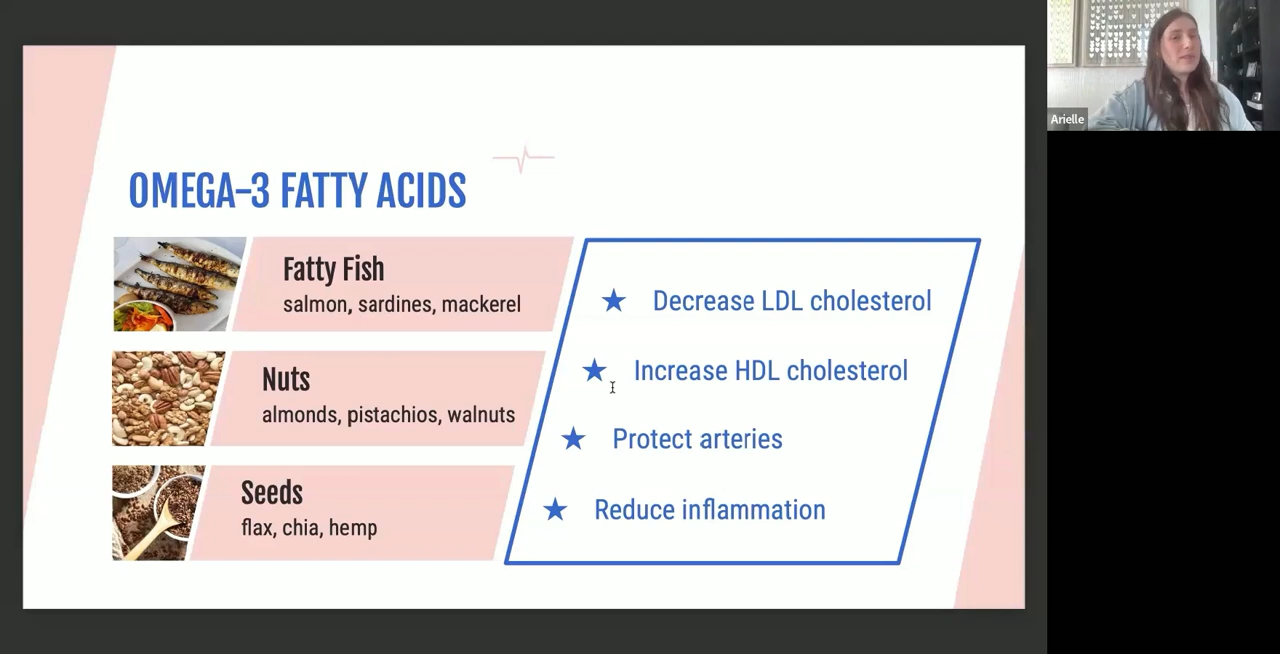 OMEGA-3 FATTY ACIDS
Fatty Fish
salmon, sardines, mackerel
Nuts
almonds, pistachios, walnuts
Seeds
flax, chia, hemp
★ Decrease LDL cholesterol
★ Increase HDL cholesterol
★ Protect arteries
★ Reduce inflammation
Arielle